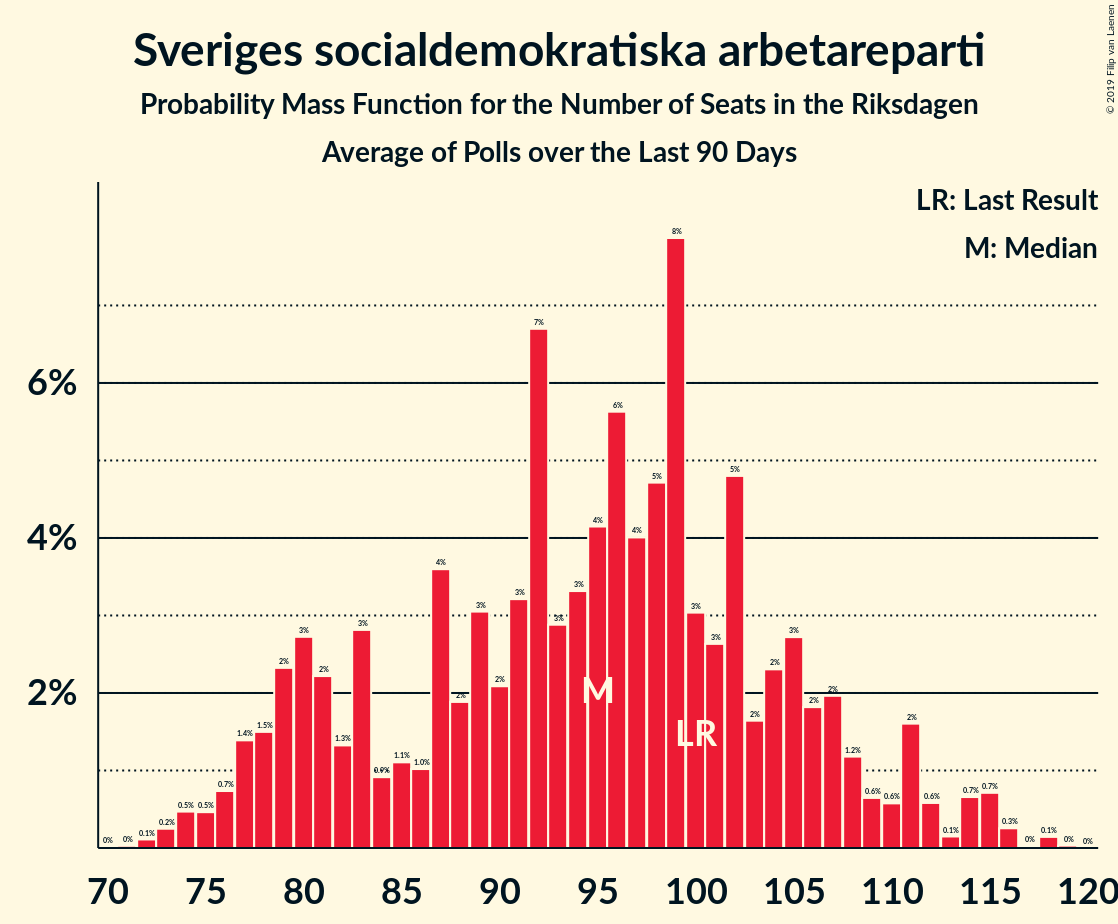 Sveriges socialdemokratiska arbetareparti
Probability Mass Function for the Number of Seats in the Riksdagen
Average of Polls over the Last 90 Days
© 2019 Filip van Laenen
LR: Last Result
M: Median
6%
4%
2%
0% 0% 0.1% 0.2% 0.5% 0.5% 0.7% 1.4% 1.5% 2% 3% 2% 1.3% 3% 0.9% 1.1% 1.0% 4% 2% 3% 2% 3% 7% 3% 3% 4% 6% 4% 5% 8% 3% 3% 5% 2% 2% 3% 2% 2% 1.2% 0.6% 0.6% 2% 0.6% 0.1% 0.7% 0.7% 0.3% 0% 0.1% 0% 0%
M
LR
70 75 80 85 90 95 100 105 110 115 120